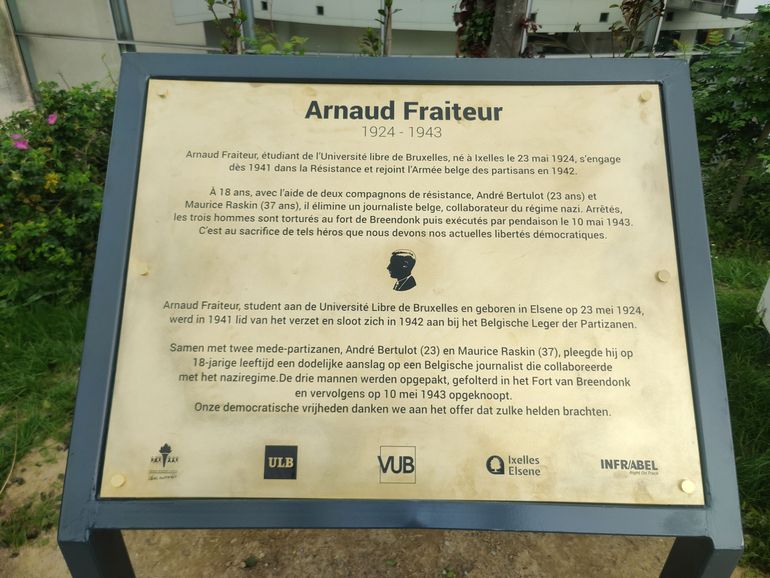 Arnaud Fraiteur
1924 - 1943
Arnaud Fraiteur, étudiant de l'Université libre de Bruxelles, né à Ixelles le 23 mai 1924, s'engage
dès 1941 dans la Résistance et rejoint l'Armée belge des partisans en 1942.
À 18 ans, avec l'aide de deux compagnons de résistance, André Bertulot (23 ans) et
Maurice Raskin (37 ans), il élimine un journaliste belge, collaborateur du régime nazi. Arrêtés,
les trois hommes sont torturés au fort de Breendonk puis exécutés par pendaison le 10 mai 1943.
C'est au sacrifice de tels héros que nous devons nos actuelles libertés démocratiques.
Arnaud Fraiteur, student aan de Université Libre de Bruxelles en geboren in Elsene op 23 mei 1924,
werd in 1941 lid van het verzet en sloot zich in 1942 aan bij het Belgische Leger der Partizanen.
Samen met twee mede-partizanen, André Bertulot (23) en Maurice Raskin (37), pleegde hij op
18-jarige leeftijd een dodelijke aanslag op een Belgische journalist die collaboreerde
met het naziregime.De drie mannen werden opgepakt, gefolterd in het Fort van Breendonk
en vervolgens op 10 mei 1943 opgeknoopt.
Onze democratische vrijheden danken we aan het offer dat zulke helden brachten.
ULB
VUB
Ixelles
Elsene
INFR/ABEL
Right On Track